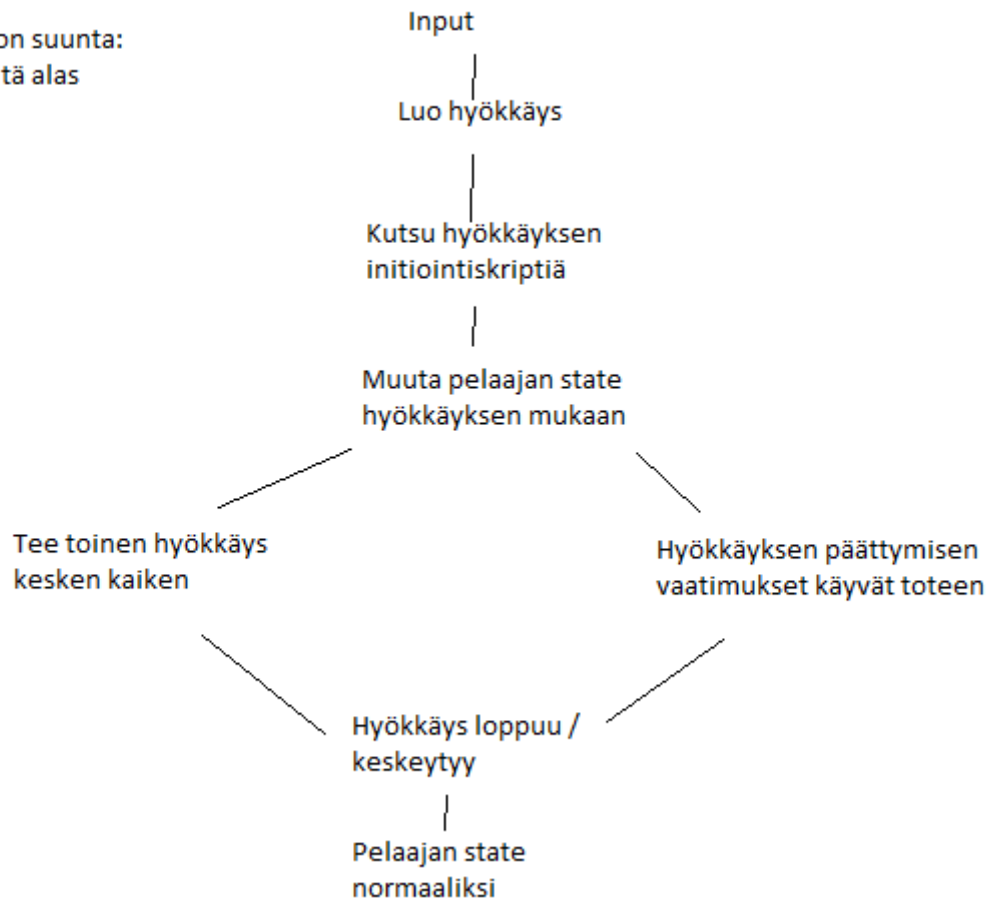 Input
on suunta:
tä alas
Luo hyökkäys
Kutsu hyökkäyksen
initiointiskriptiä
Muuta pelaajan state
hyökkäyksen mukaan
Tee toinen hyökkäys
kesken kaiken
Hyökkäyksen päättymisen
vaatimukset käyvät toteen
Hyökkäys loppuu /
keskeytyy
Pelaajan state
normaaliksi